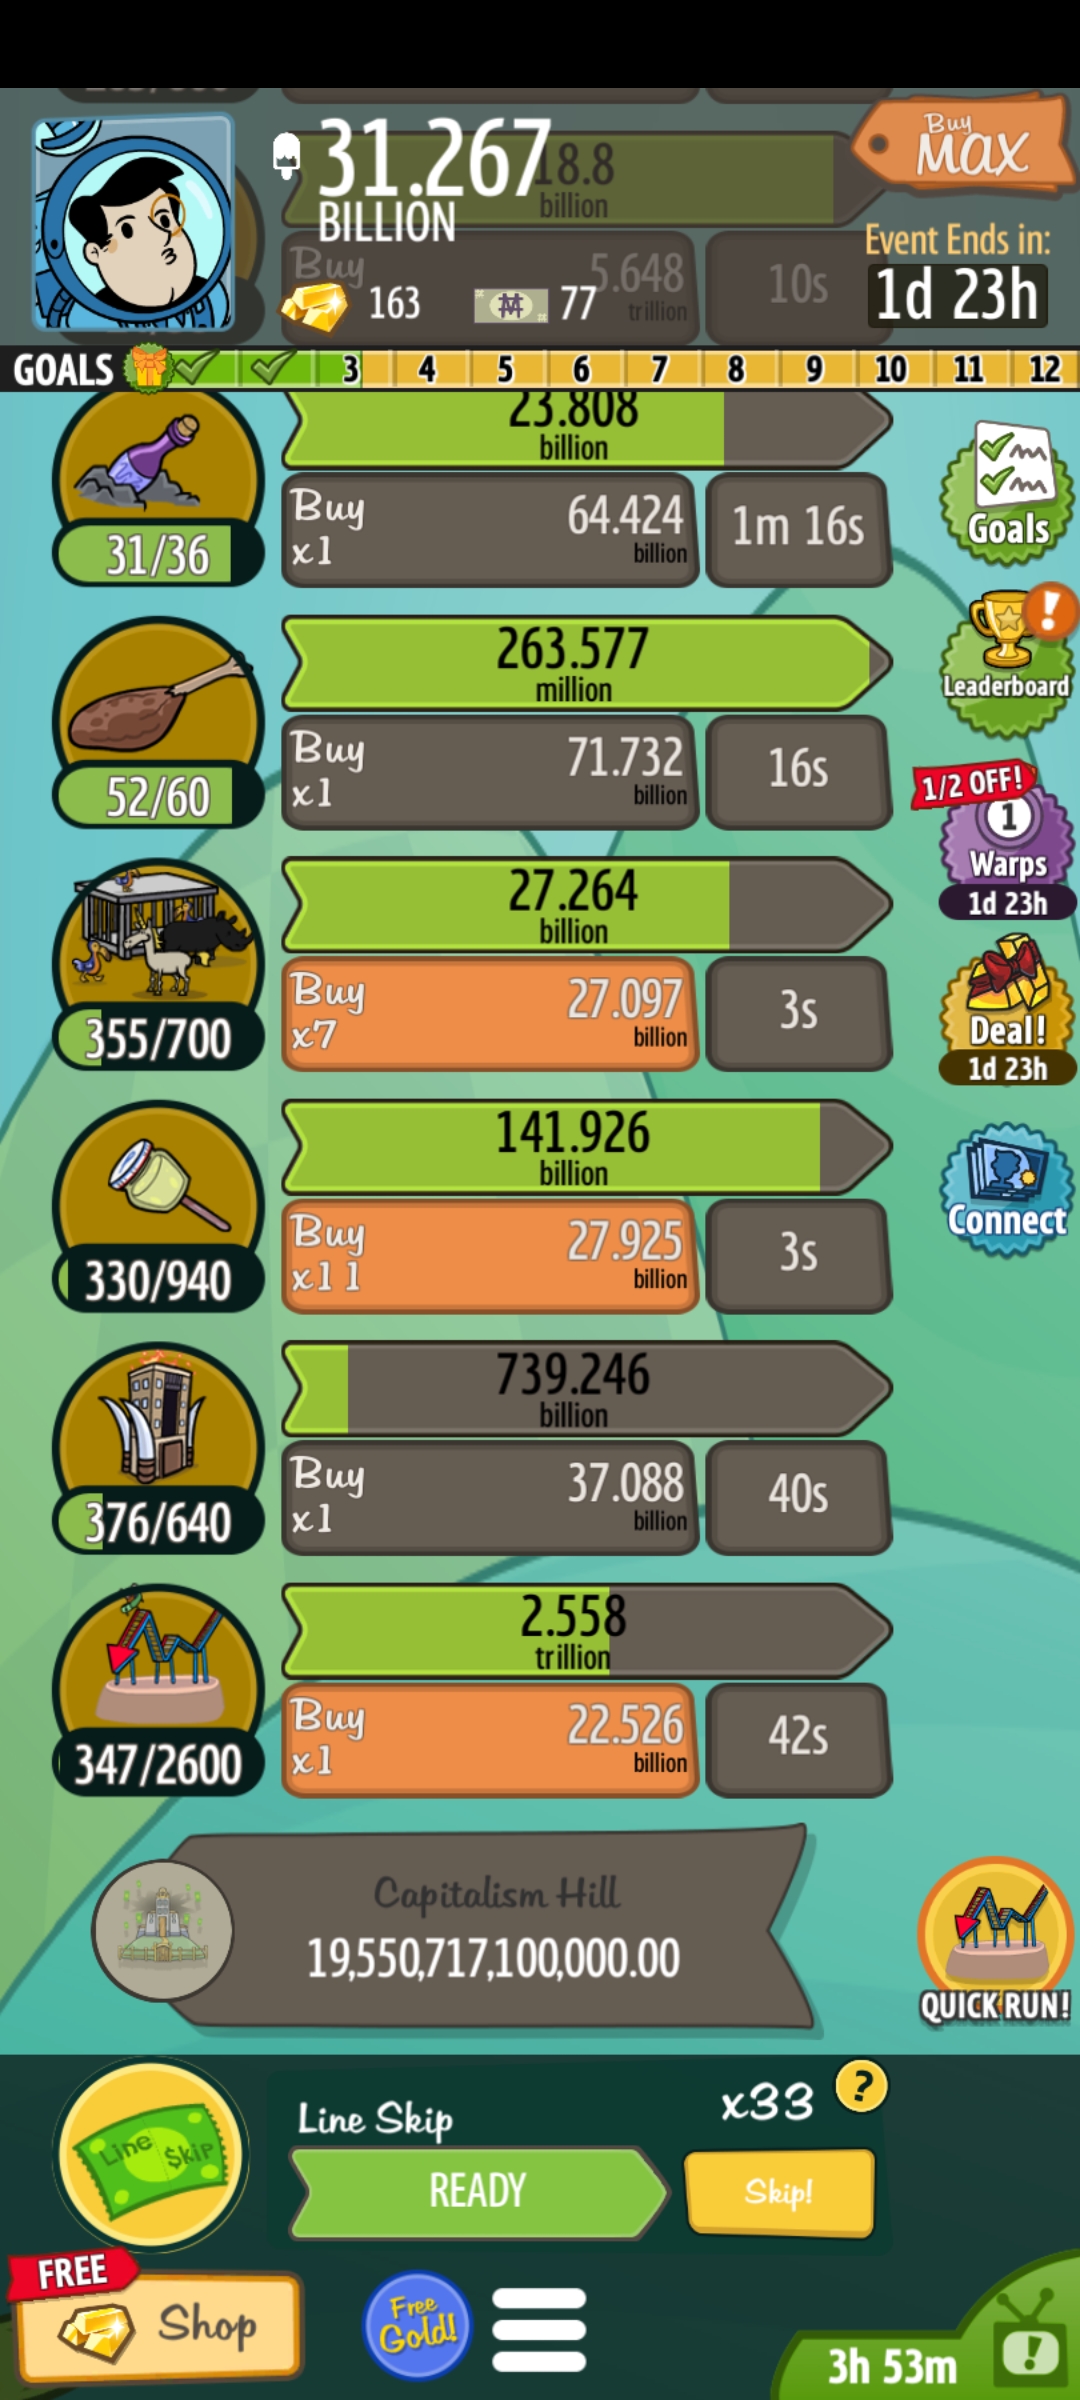 31.267
BILLION
18.8
billion
Buy
MAX
Event Ends in:
1d 23h
163
77
Buy
5.648
trillion
10s
GOALS
3
4
5
6
7
8
9
10
11
12
23.808
billion
31/36
Buy
x1
64.424
billion
1m 16s
Goals
263.577
million
52/60
Buy
x1
71.732
billion
16s
Leaderboard
1/2 OFF!
1
Warps
1d 23h
27.264
billion
355/700
Buy
x7
27.097
billion
3s
Deal!
1d 23h
141.926
billion
330/940
Buy
x11
27.925
billion
3s
Connect
739.246
billion
376/640
Buy
x1
37.088
billion
40s
2.558
trillion
347/2600
Buy
x1
22.526
billion
42s
Capitalism Hill
19,550,717,100,000.00
QUICK RUN!
Line $kip
Line Skip
x33
?
READY
Skip!
FREE
Shop
Free
Gold!
3h 53m